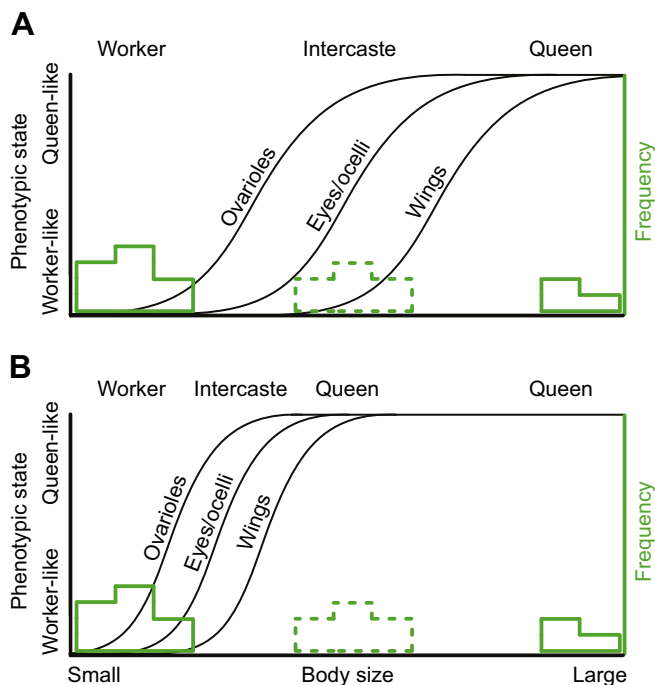 A
Worker Intercaste Queen
Phenotypic state
Worker-like Queen-like
Ovarioles
Eyes/ocelli
Wings
Frequency
B
Worker Intercaste Queen Queen
Phenotypic state
Worker-like Queen-like
Ovarioles
Eyes/ocelli
Wings
Frequency
Small Body size Large